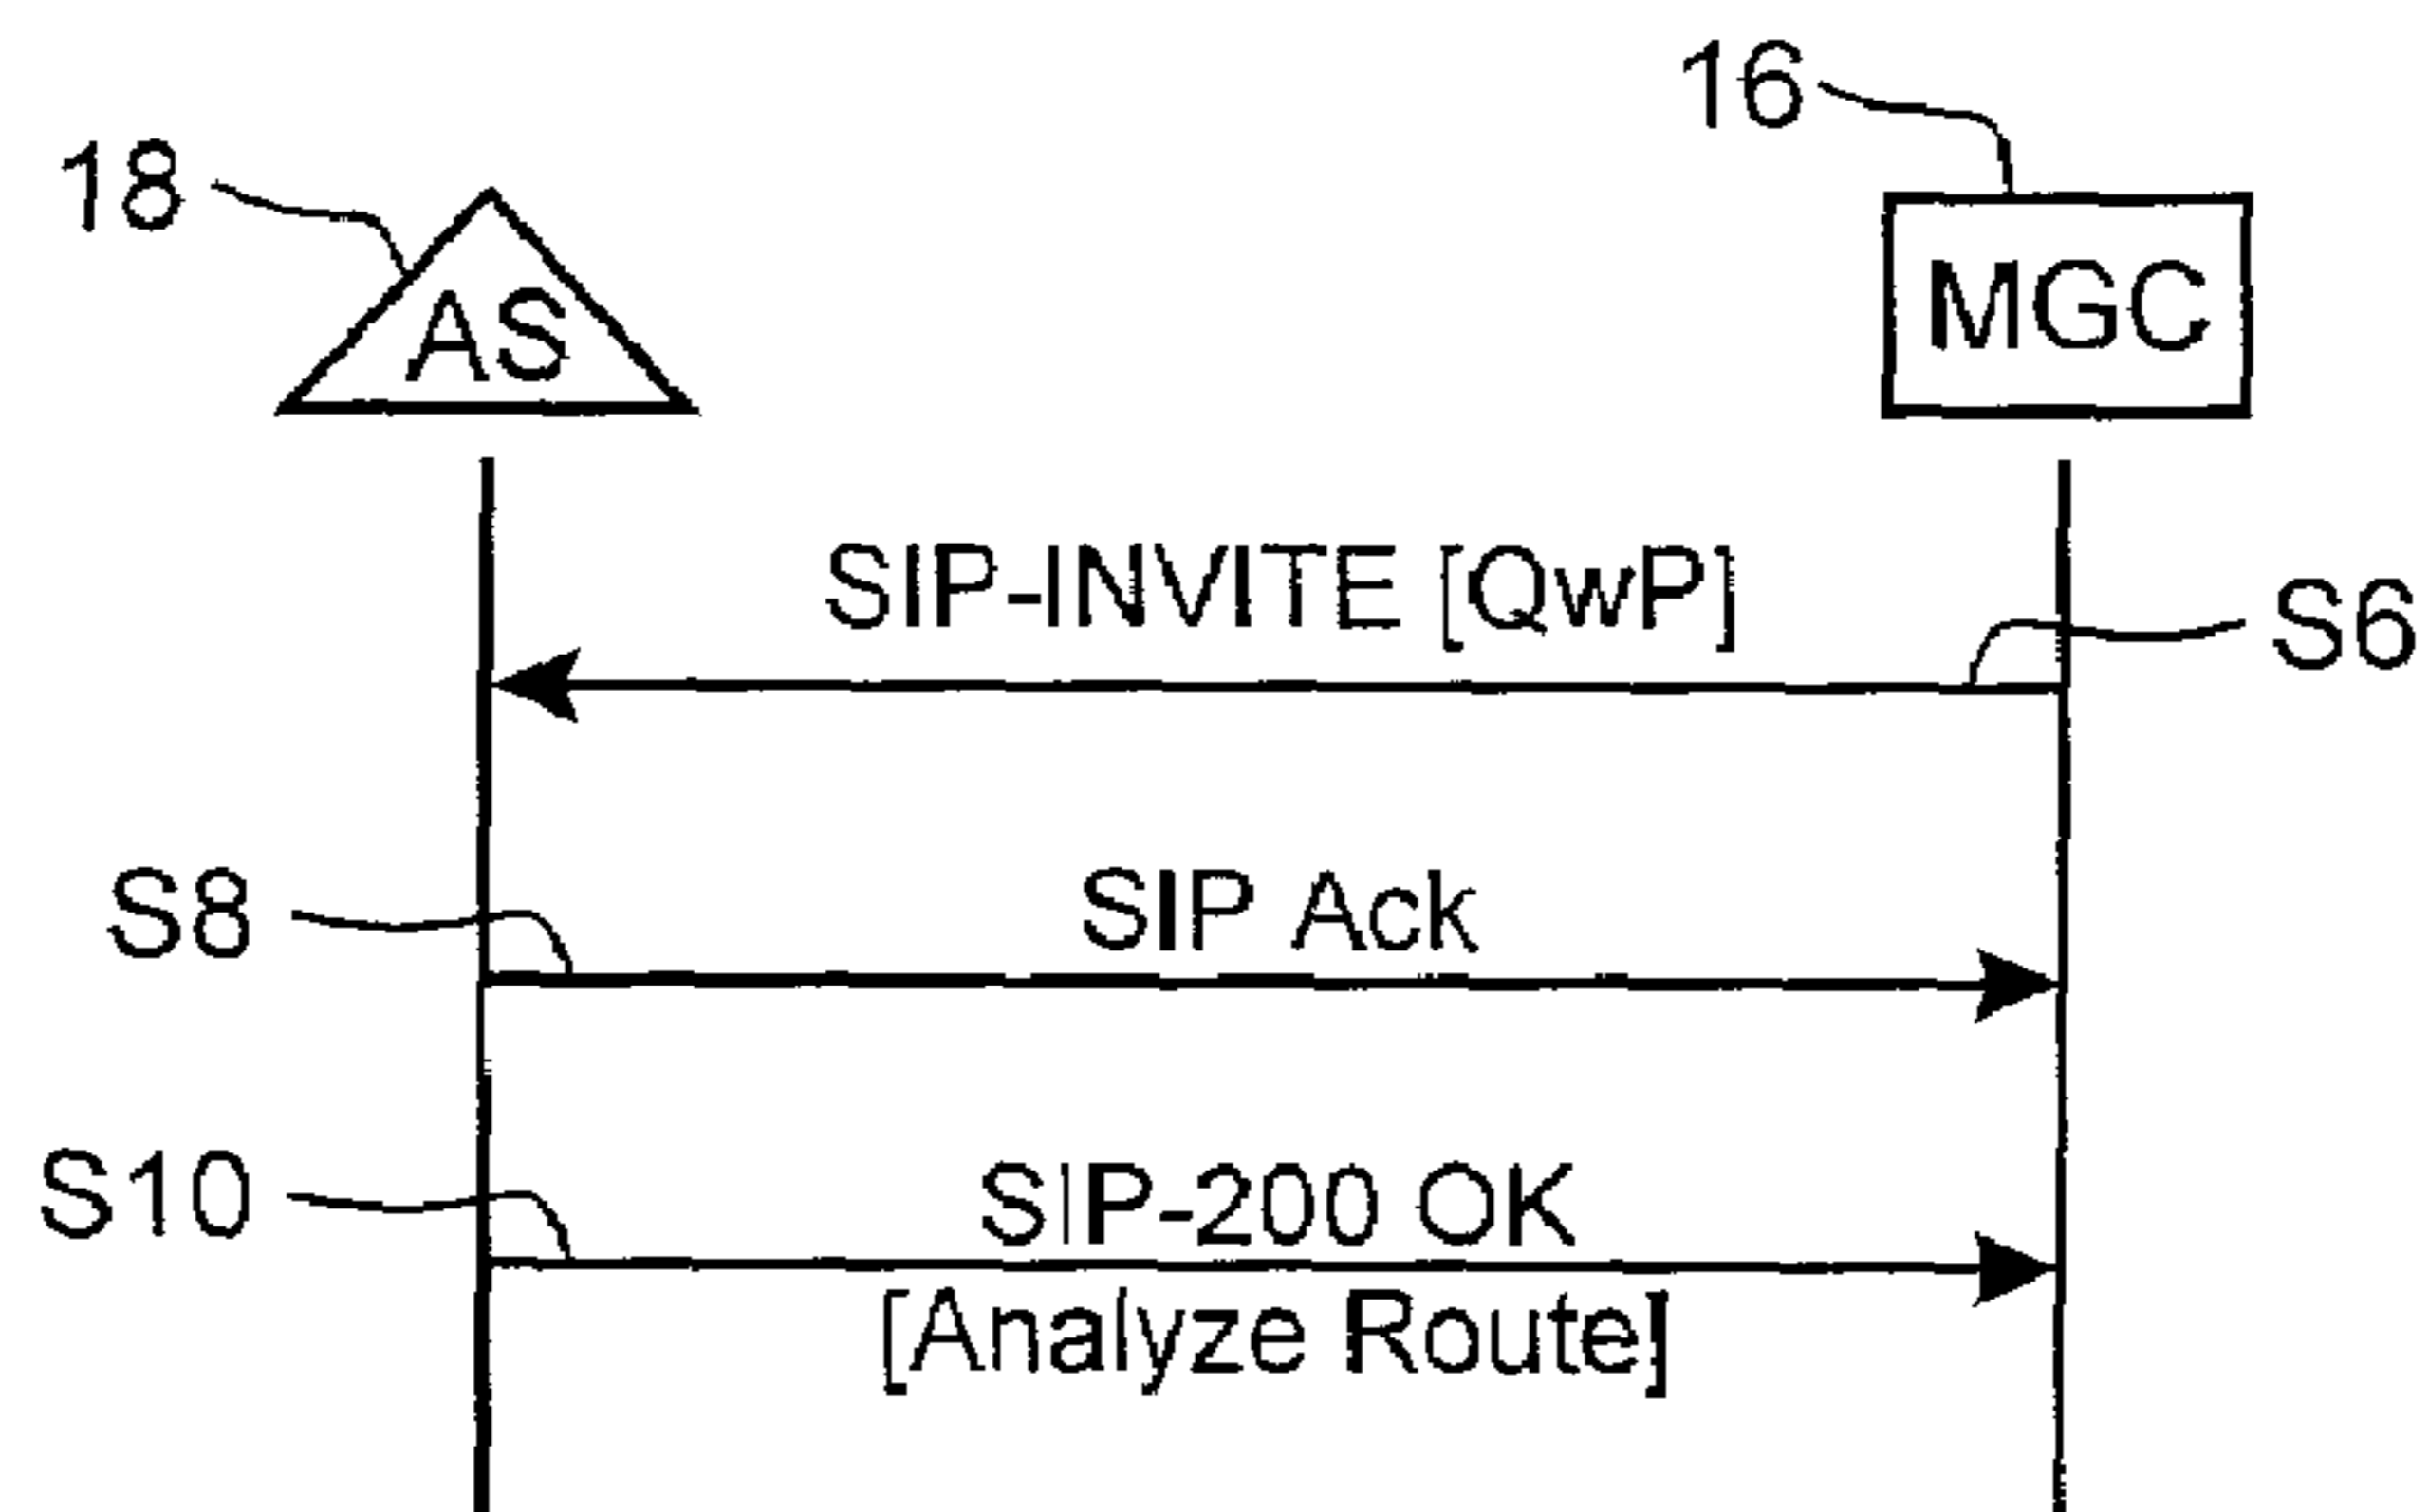 16
18
AS
MGC
SIP-INVITE [QwP]
S6
SIP Ack
S8
SIP-200 OK
S10
[Analyze Route]